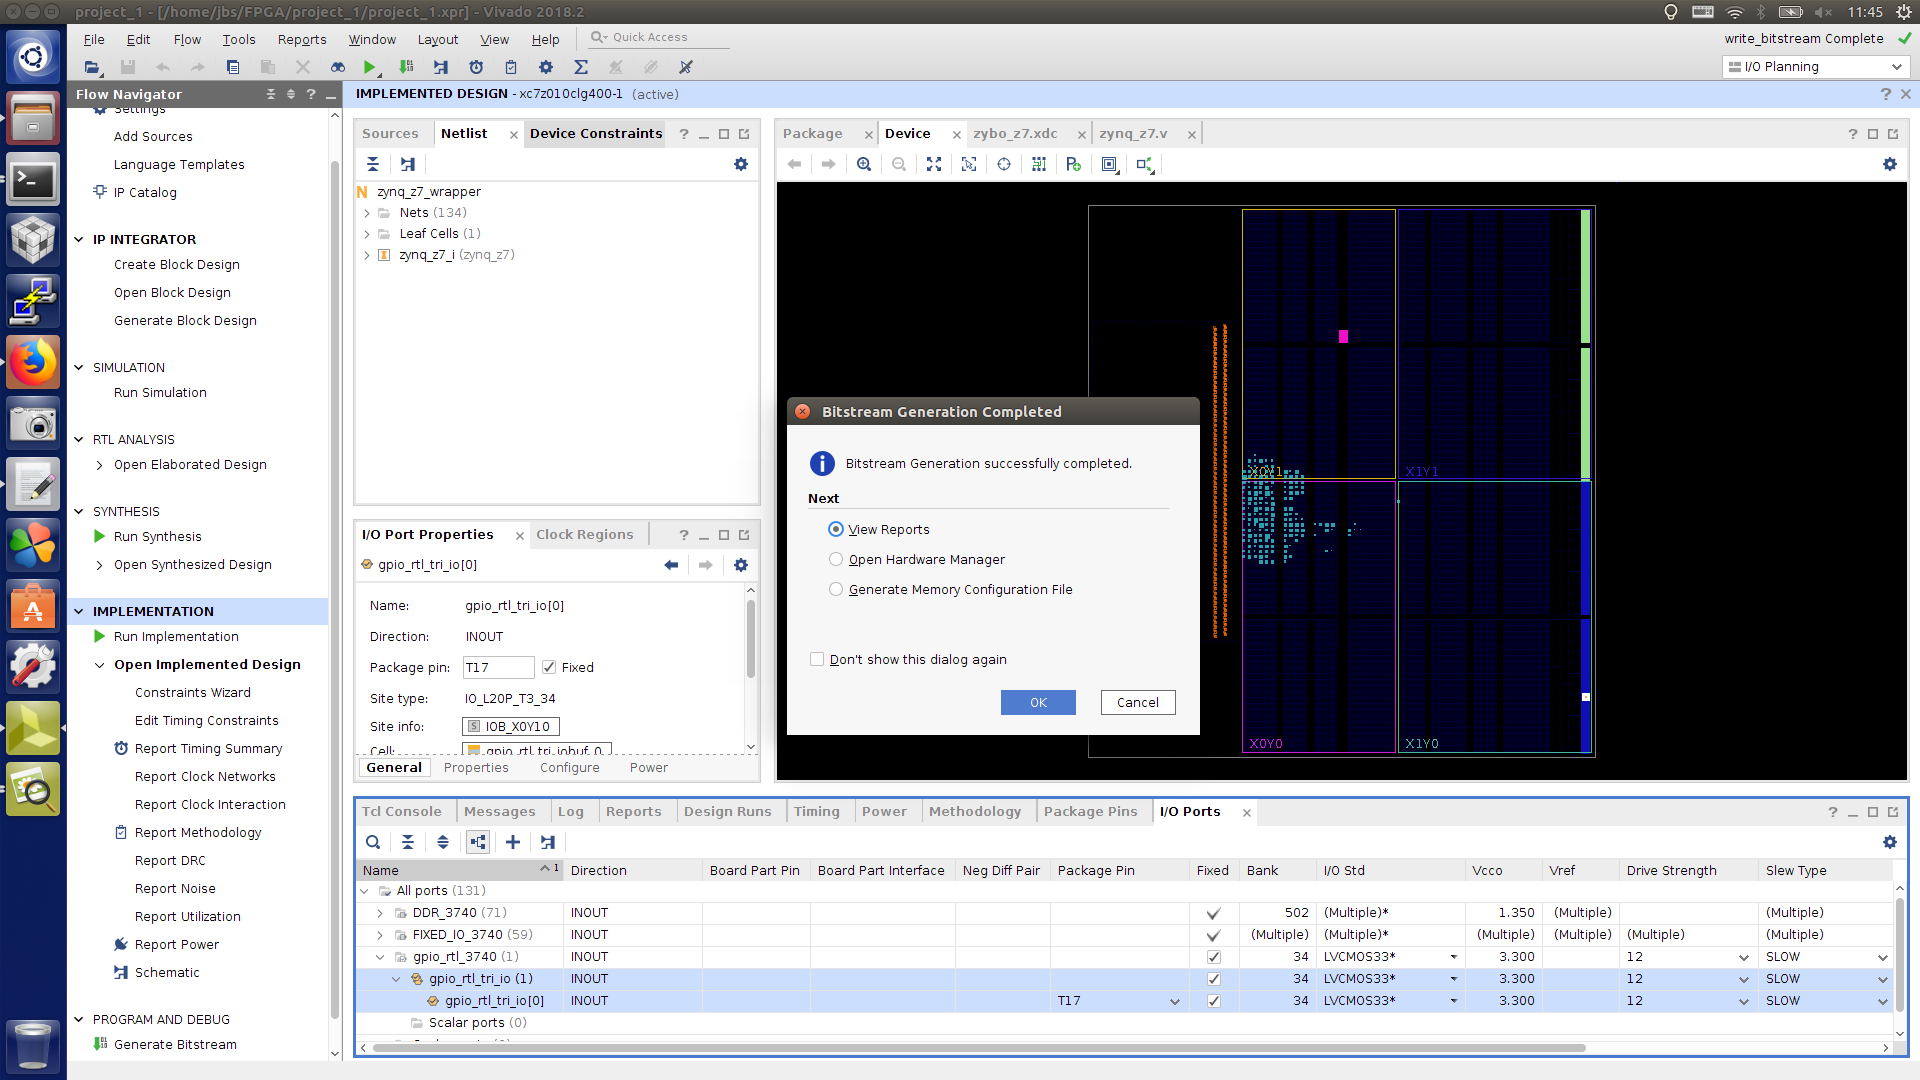 project_1 - [/home/jbs/FPGA/project_1/project_1.xpr] - Vivado 2018.2
11:45
File Edit Flow Tools Reports Window Layout View Help
Quick Access
write_bitstream Complete
I/O Planning
Flow Navigator
IMPLEMENTED DESIGN - xc7z010clg400-1 (active)
Settings
Add Sources
Language Templates
IP Catalog
IP INTEGRATOR
Create Block Design
Open Block Design
Generate Block Design
SIMULATION
Run Simulation
RTL ANALYSIS
Open Elaborated Design
SYNTHESIS
Run Synthesis
Open Synthesized Design
IMPLEMENTATION
Run Implementation
Open Implemented Design
Constraints Wizard
Edit Timing Constraints
Report Timing Summary
Report Clock Networks
Report Clock Interaction
Report Methodology
Report DRC
Report Noise
Report Utilization
Report Power
Schematic
PROGRAM AND DEBUG
Generate Bitstream
Sources Netlist Device Constraints
zynq_z7_wrapper
Nets (134)
Leaf Cells (1)
zynq_z7_i (zynq_z7)
I/O Port Properties Clock Regions
gpio_rtl_tri_io[0]
Name: gpio_rtl_tri_io[0]
Direction: INOUT
Package pin: T17 Fixed
Site type: IO_L20P_T3_34
Site info: IOB_X0Y10
Cell: gpio_rtl_tri_iobuf_0
General Properties Configure Power
Package Device zybo_z7.xdc zynq_z7.v
X0Y1
X1Y1
X0Y0
X1Y0
Bitstream Generation Completed
Bitstream Generation successfully completed.
Next
View Reports
Open Hardware Manager
Generate Memory Configuration File
Don't show this dialog again
OK Cancel
Tcl Console Messages Log Reports Design Runs Timing Power Methodology Package Pins I/O Ports
Name 1 Direction Board Part Pin Board Part Interface Neg Diff Pair Package Pin Fixed Bank I/O Std Vcco Vref Drive Strength Slew Type
All ports (131)
DDR_3740 (71) INOUT 502 (Multiple)* 1.350 (Multiple) (Multiple)
FIXED_IO_3740 (59) INOUT (Multiple) (Multiple)* (Multiple) (Multiple) (Multiple) (Multiple)
gpio_rtl_3740 (1) INOUT 34 LVCMOS33* 3.300 12 SLOW
gpio_rtl_tri_io (1) INOUT 34 LVCMOS33* 3.300 12 SLOW
gpio_rtl_tri_io[0] INOUT T17 34 LVCMOS33* 3.300 12 SLOW
Scalar ports (0)